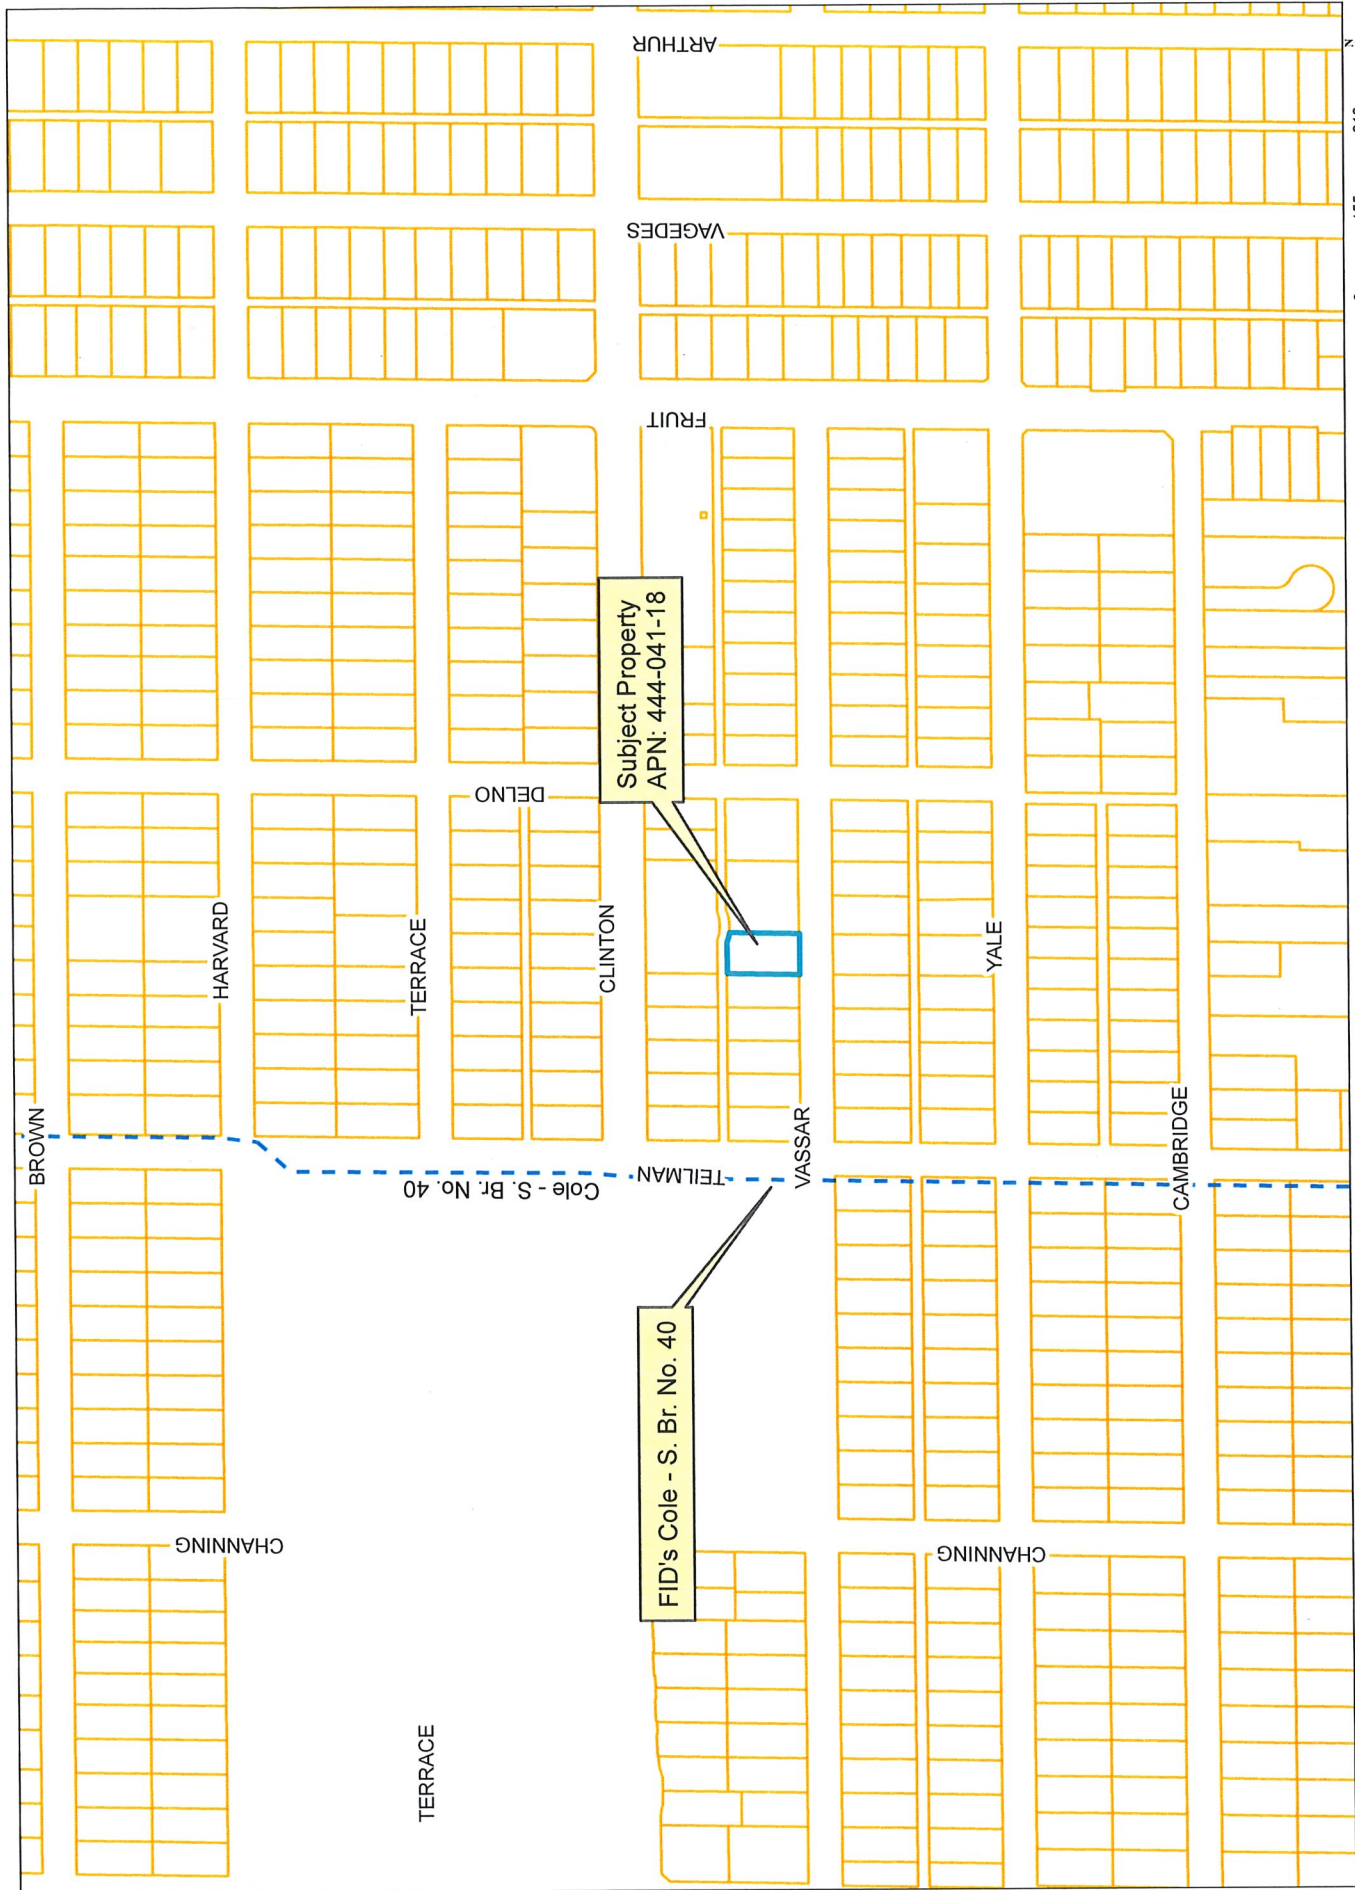 BROWN
HARVARD
TERRACE
CLINTON
VASSAR
YALE
CAMBRIDGE
TERRACE
CHANNING
CHANNING
TEILMAN
DELNO
FRUIT
VAGEDES
ARTHUR
Cole - S. Br. No. 40
FID's Cole - S. Br. No. 40
Subject Property
APN: 444-041-18
N